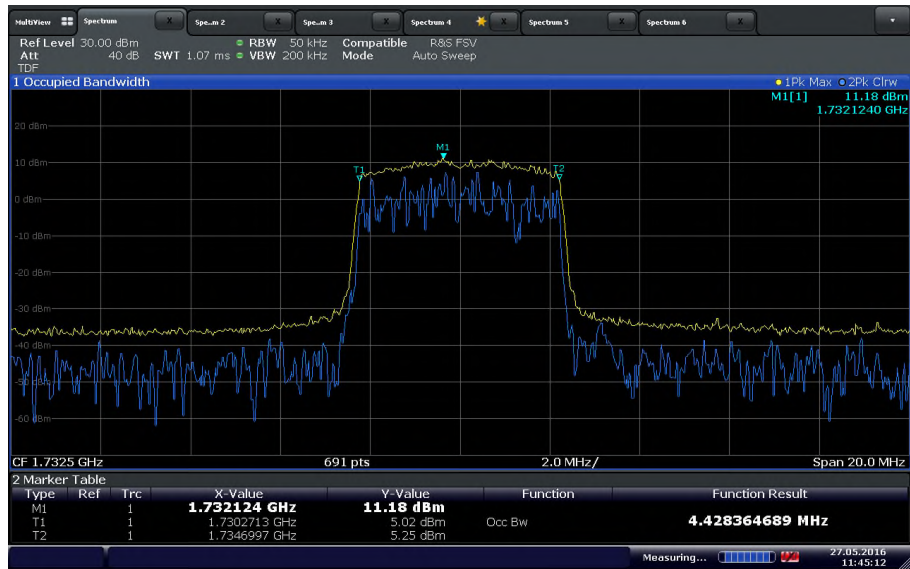 MultiView Spectrum X Spe...m 2 X Spe...m 3 X Spectrum 4 X Spectrum 5 X Spectrum 6 X
Ref Level 30.00 dBm RBW 50 kHz Compatible R&S FSV
Att 40 dB SWT 1.07 ms VBW 200 kHz Mode Auto Sweep
TDF
1 Occupied Bandwidth 1Pk Max 2Pk Clrw
M1[1] 11.18 dBm
1.7321240 GHz
20 dBm
M1
10 dBm
T1 T2
0 dBm
-10 dBm
-20 dBm
-30 dBm
-40 dBm
-50 dBm
-60 dBm
CF 1.7325 GHz 691 pts 2.0 MHz/ Span 20.0 MHz
2 Marker Table
Type Ref Trc X-Value Y-Value Function Function Result
M1 1 1.732124 GHz 11.18 dBm
T1 1 1.7302713 GHz 5.02 dBm Occ Bw 4.428364689 MHz
T2 1 1.7346997 GHz 5.25 dBm
Measuring... 27.05.2016
11:45:12